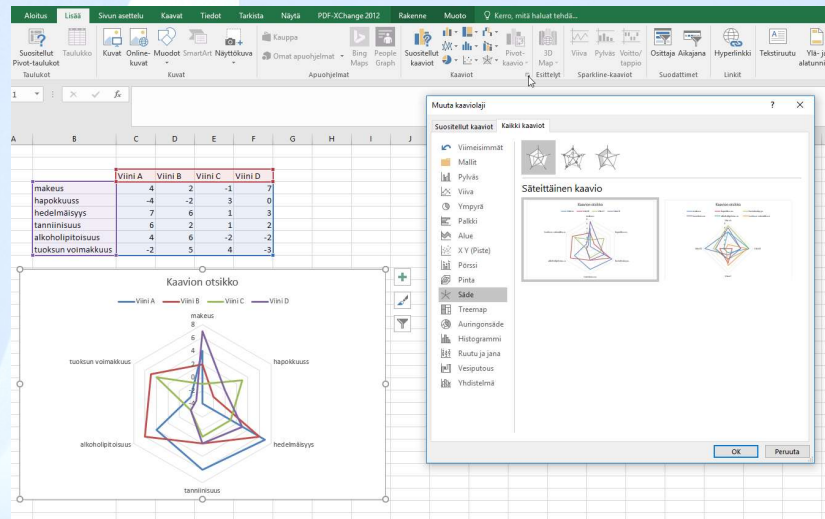 Aloitus Lisää Sivun asettelu Kaavat Tiedot Tarkista Näytä PDF-XChange 2012 Rakenne Muoto Kerro, mitä haluat tehdä...
Suositellut Pivot-taulukot Taulukko Kuvat Online-kuvat Muodot SmartArt Näyttökuva Kauppa Omat apuohjelmat Bing Maps People Graph Suositellut kaaviot Pivot-kaavio 3D Map Viiva Pylväs Voitto/tappio Osittaja Aikajana Hyperlinkki Tekstiruutu Ylä- j alatunni
Taulukot Kuvat Apuohjelmat Kaaviot Esittelyt Sparkline-kaaviot Suodattimet Linkit
1 fx
A B C D E F G H I J
Viini A Viini B Viini C Viini D
makeus 4 2 -1 7
hapokkuuss -4 -2 3 0
hedelmäisyys 7 6 1 3
tanniinisuus 6 2 1 2
alkoholipitoisuus 4 6 -2 -2
tuoksun voimakkuus -2 5 4 -3
Kaavion otsikko
Viini A Viini B Viini C Viini D
makeus
8
6
4
2
0
-2
-4
tuoksun voimakkuus
hapokkuuss
alkoholipitoisuus
hedelmäisyys
tanniinisuus
Muuta kaaviolaji ? ×
Suositellut kaaviot Kaikki kaaviot
Viimeisimmät
Mallit
Pylväs
Viiva
Ympyrä
Palkki
Alue
X Y (Piste)
Pörssi
Pinta
Säde
Treemap
Auringonsäde
Histogrammi
Ruutu ja jana
Vesiputous
Yhdistelmä
Säteittäinen kaavio
Kaavion otsikko
Kaavion otsikko
OK Peruuta